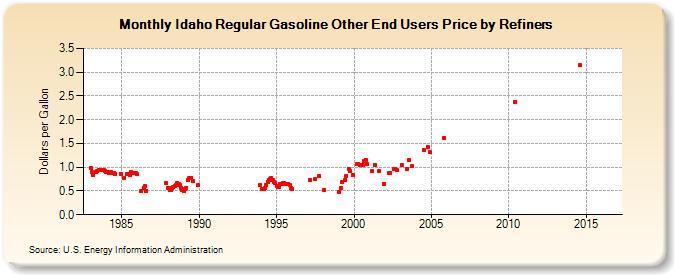 Monthly Idaho Regular Gasoline Other End Users Price by Refiners
Dollars per Gallon
3.5
3.0
2.5
2.0
1.5
1.0
0.5
0.0
1985 1990 1995 2000 2005 2010 2015
Source: U.S. Energy Information Administration